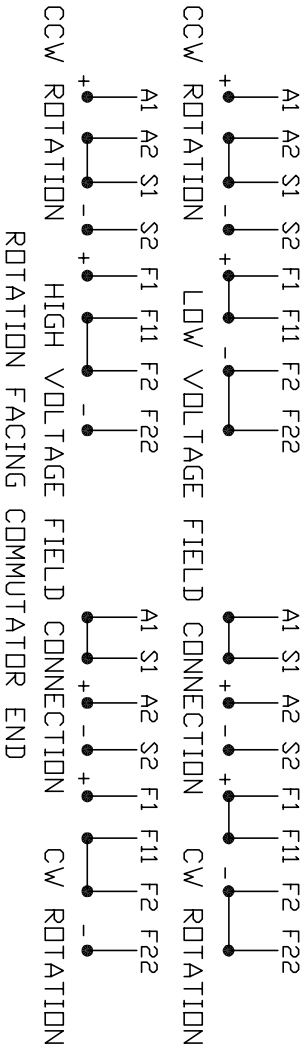 A1 A2 S1 S2 F1 F11 F2 F22 A1 S1 A2 S2 F1 F11 F2 F22
+ - + - + - + -
CCW ROTATION LOW VOLTAGE FIELD CONNECTION CW ROTATION
A1 A2 S1 S2 F1 F11 F2 F22 A1 S1 A2 S2 F1 F11 F2 F22
+ - + - + - + -
CCW ROTATION HIGH VOLTAGE FIELD CONNECTION CW ROTATION
ROTATION FACING COMMUTATOR END